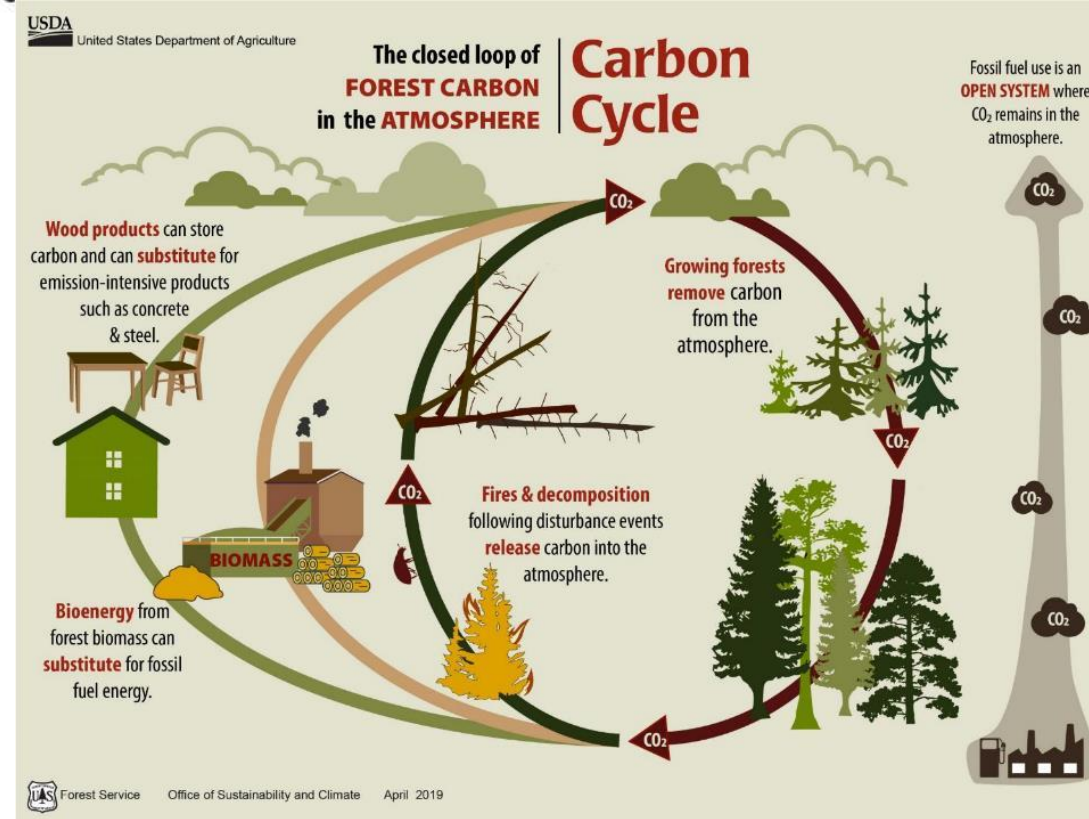 USDA
United States Department of Agriculture
The closed loop of
FOREST CARBON
in the ATMOSPHERE
Carbon
Cycle
Fossil fuel use is an
OPEN SYSTEM where
CO₂ remains in the
atmosphere.
CO₂
Wood products can store
carbon and can substitute for
emission-intensive products
such as concrete
& steel.
Growing forests
remove carbon
from the
atmosphere.
CO₂
CO₂
CO₂
CO₂
Fires & decomposition
following disturbance events
release carbon into the
atmosphere.
CO₂
BIOMASS
Bioenergy from
forest biomass can
substitute for fossil
fuel energy.
CO₂
CO₂
UAS
Forest Service
Office of Sustainability and Climate
April 2019